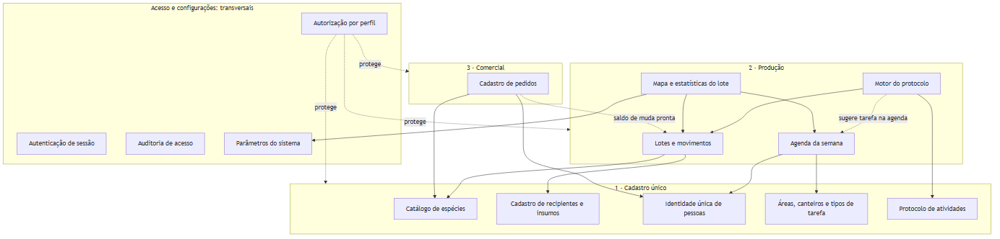 Acesso e configurações: transversais
Autorização por perfil
protege
3 - Comercial
Cadastro de pedidos
2 - Produção
Mapa e estatísticas do lote
Motor do protocolo
protege
protege
saldo de muda pronta
sugere tarefa na agenda
Autenticação de sessão
Auditoria de acesso
Parâmetros do sistema
Lotes e movimentos
Agenda da semana
1 - Cadastro único
Catálogo de espécies
Cadastro de recipientes e
insumos
Identidade única de
pessoas
Áreas, canteiros e tipos de
tarefa
Protocolo de atividades